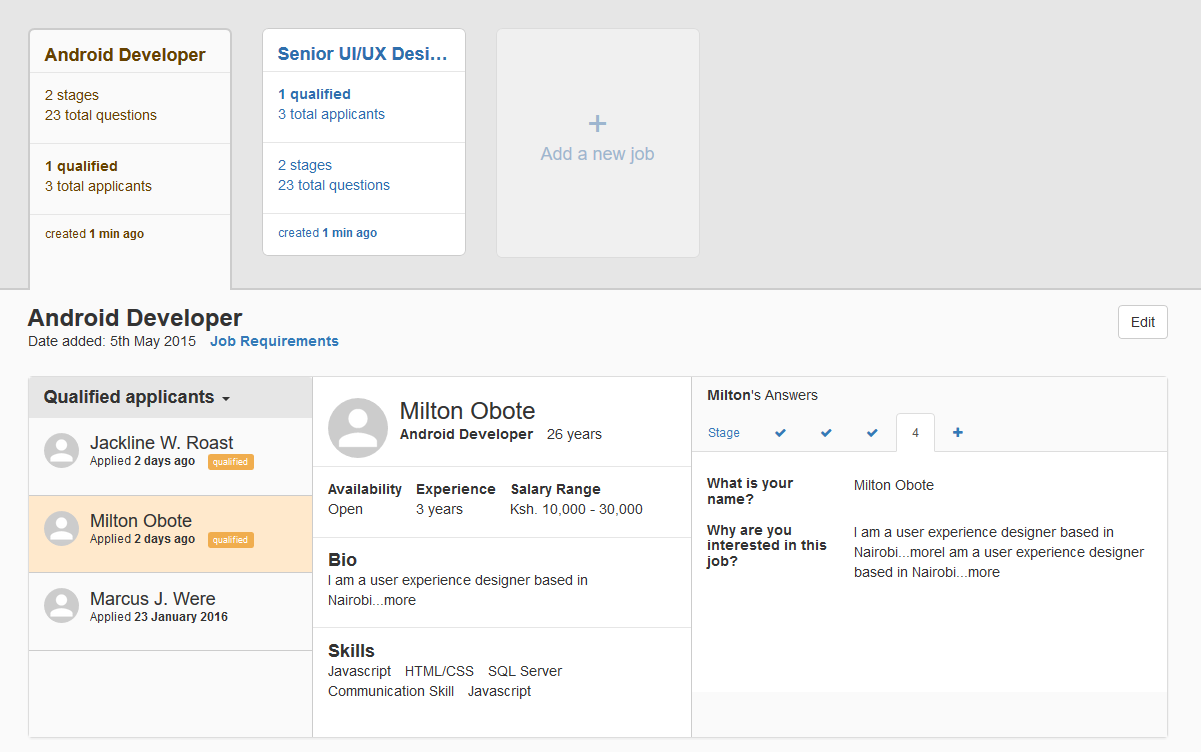 Android Developer
2 stages
23 total questions
1 qualified
3 total applicants
created 1 min ago
Senior UI/UX Desi...
1 qualified
3 total applicants
2 stages
23 total questions
created 1 min ago
+
Add a new job
Android Developer
Date added: 5th May 2015 Job Requirements
Edit
Qualified applicants
Jackline W. Roast
Applied 2 days ago qualified
Milton Obote
Applied 2 days ago qualified
Marcus J. Were
Applied 23 January 2016
Milton Obote
Android Developer 26 years
Availability Experience Salary Range
Open 3 years Ksh. 10,000 - 30,000
Bio
I am a user experience designer based in
Nairobi...more
Skills
Javascript HTML/CSS SQL Server
Communication Skill Javascript
Milton's Answers
Stage 4 +
What is your
name?
Milton Obote
Why are you
interested in this
job?
I am a user experience designer based in
Nairobi...moreI am a user experience designer
based in Nairobi...more